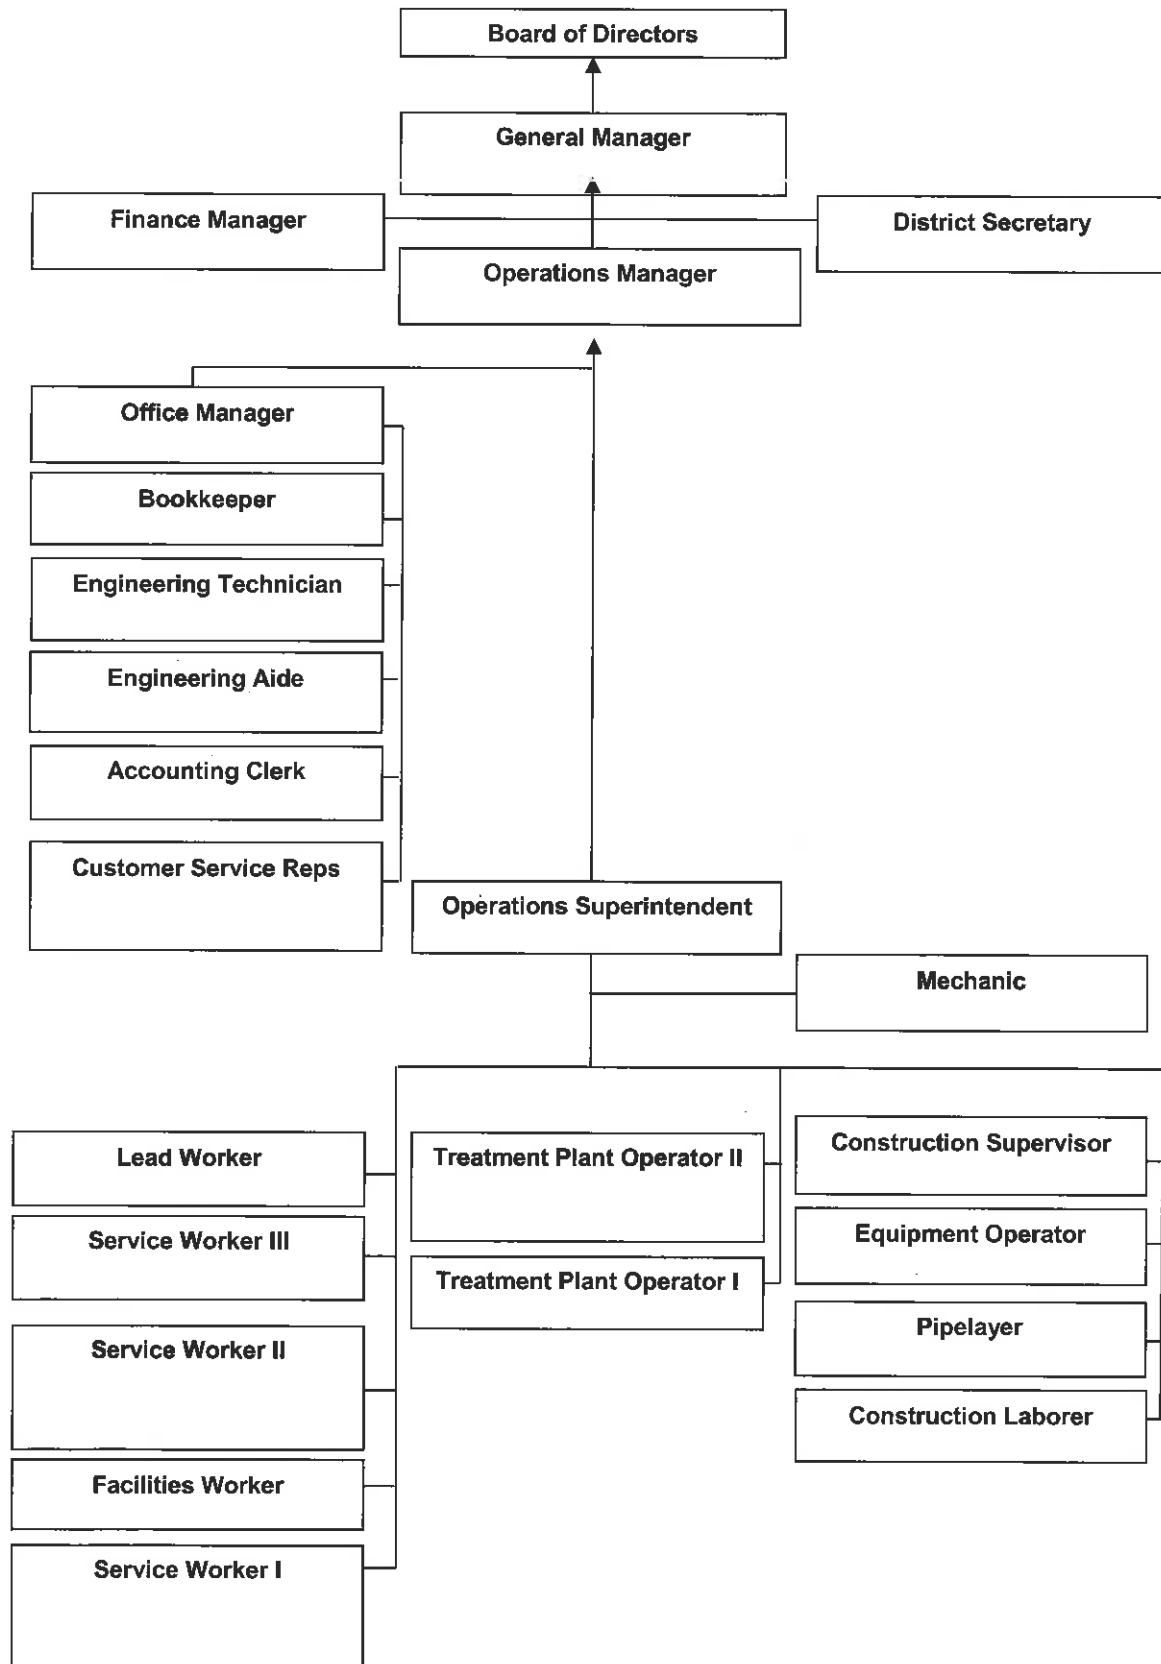 Board of Directors
General Manager
Finance Manager
District Secretary
Operations Manager
Office Manager
Bookkeeper
Engineering Technician
Engineering Aide
Accounting Clerk
Customer Service Reps
Operations Superintendent
Mechanic
Lead Worker
Service Worker III
Service Worker II
Facilities Worker
Service Worker I
Treatment Plant Operator II
Treatment Plant Operator I
Construction Supervisor
Equipment Operator
Pipelayer
Construction Laborer